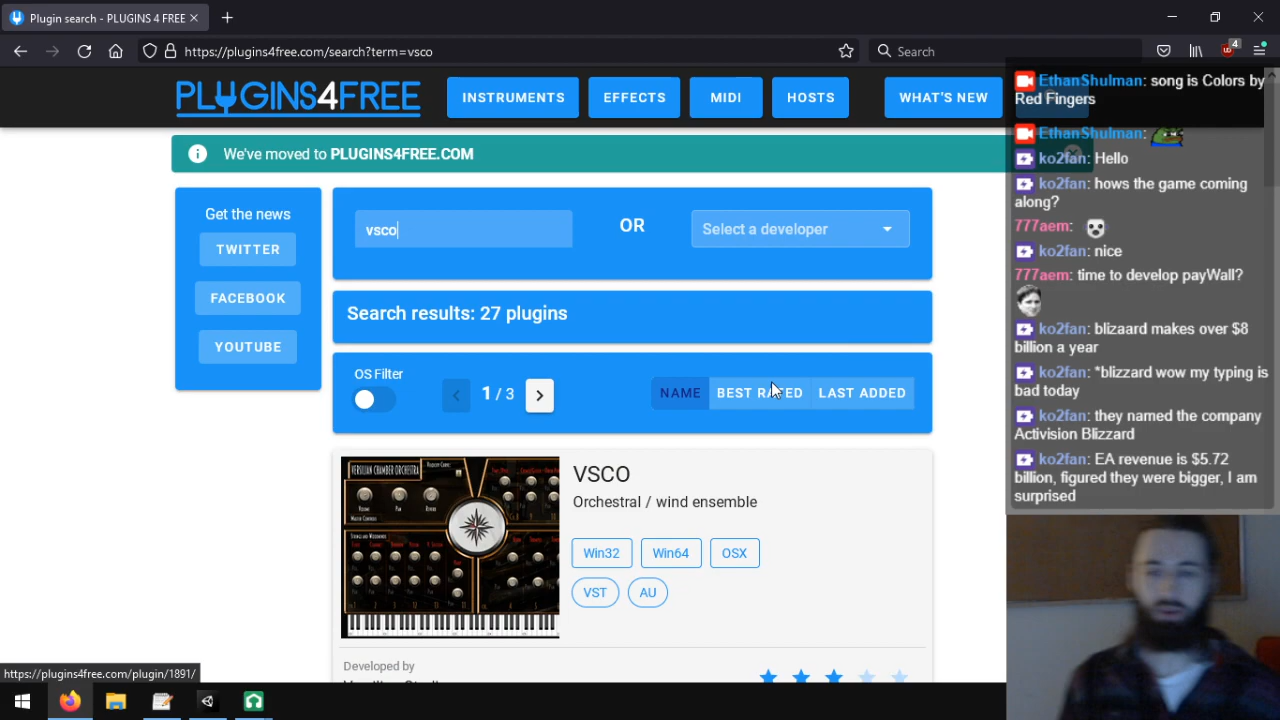 Plugin search - PLUGINS 4 FREE
https://plugins4free.com/search?term=vsco
Search
4
PLUGINS4FREE
INSTRUMENTS
EFFECTS
MIDI
HOSTS
WHAT'S NEW
We've moved to PLUGINS4FREE.COM
Get the news
TWITTER
FACEBOOK
YOUTUBE
vsco
OR
Select a developer
Search results: 27 plugins
OS Filter
1 / 3
NAME
BEST RATED
LAST ADDED
VERSILIAN CHAMBER ORCHESTRA
VSCO
Orchestral / wind ensemble
Win32
Win64
OSX
VST
AU
Developed by
https://plugins4free.com/plugin/1891/
EthanShulman: song is Colors by
Red Fingers
EthanShulman:
ko2fan: Hello
ko2fan: hows the game coming
along?
777aem:
ko2fan: nice
777aem: time to develop payWall?
ko2fan: blizaard makes over $8
billion a year
ko2fan: *blizzard wow my typing is
bad today
ko2fan: they named the company
Activision Blizzard
ko2fan: EA revenue is $5.72
billion, figured they were bigger, I am
surprised